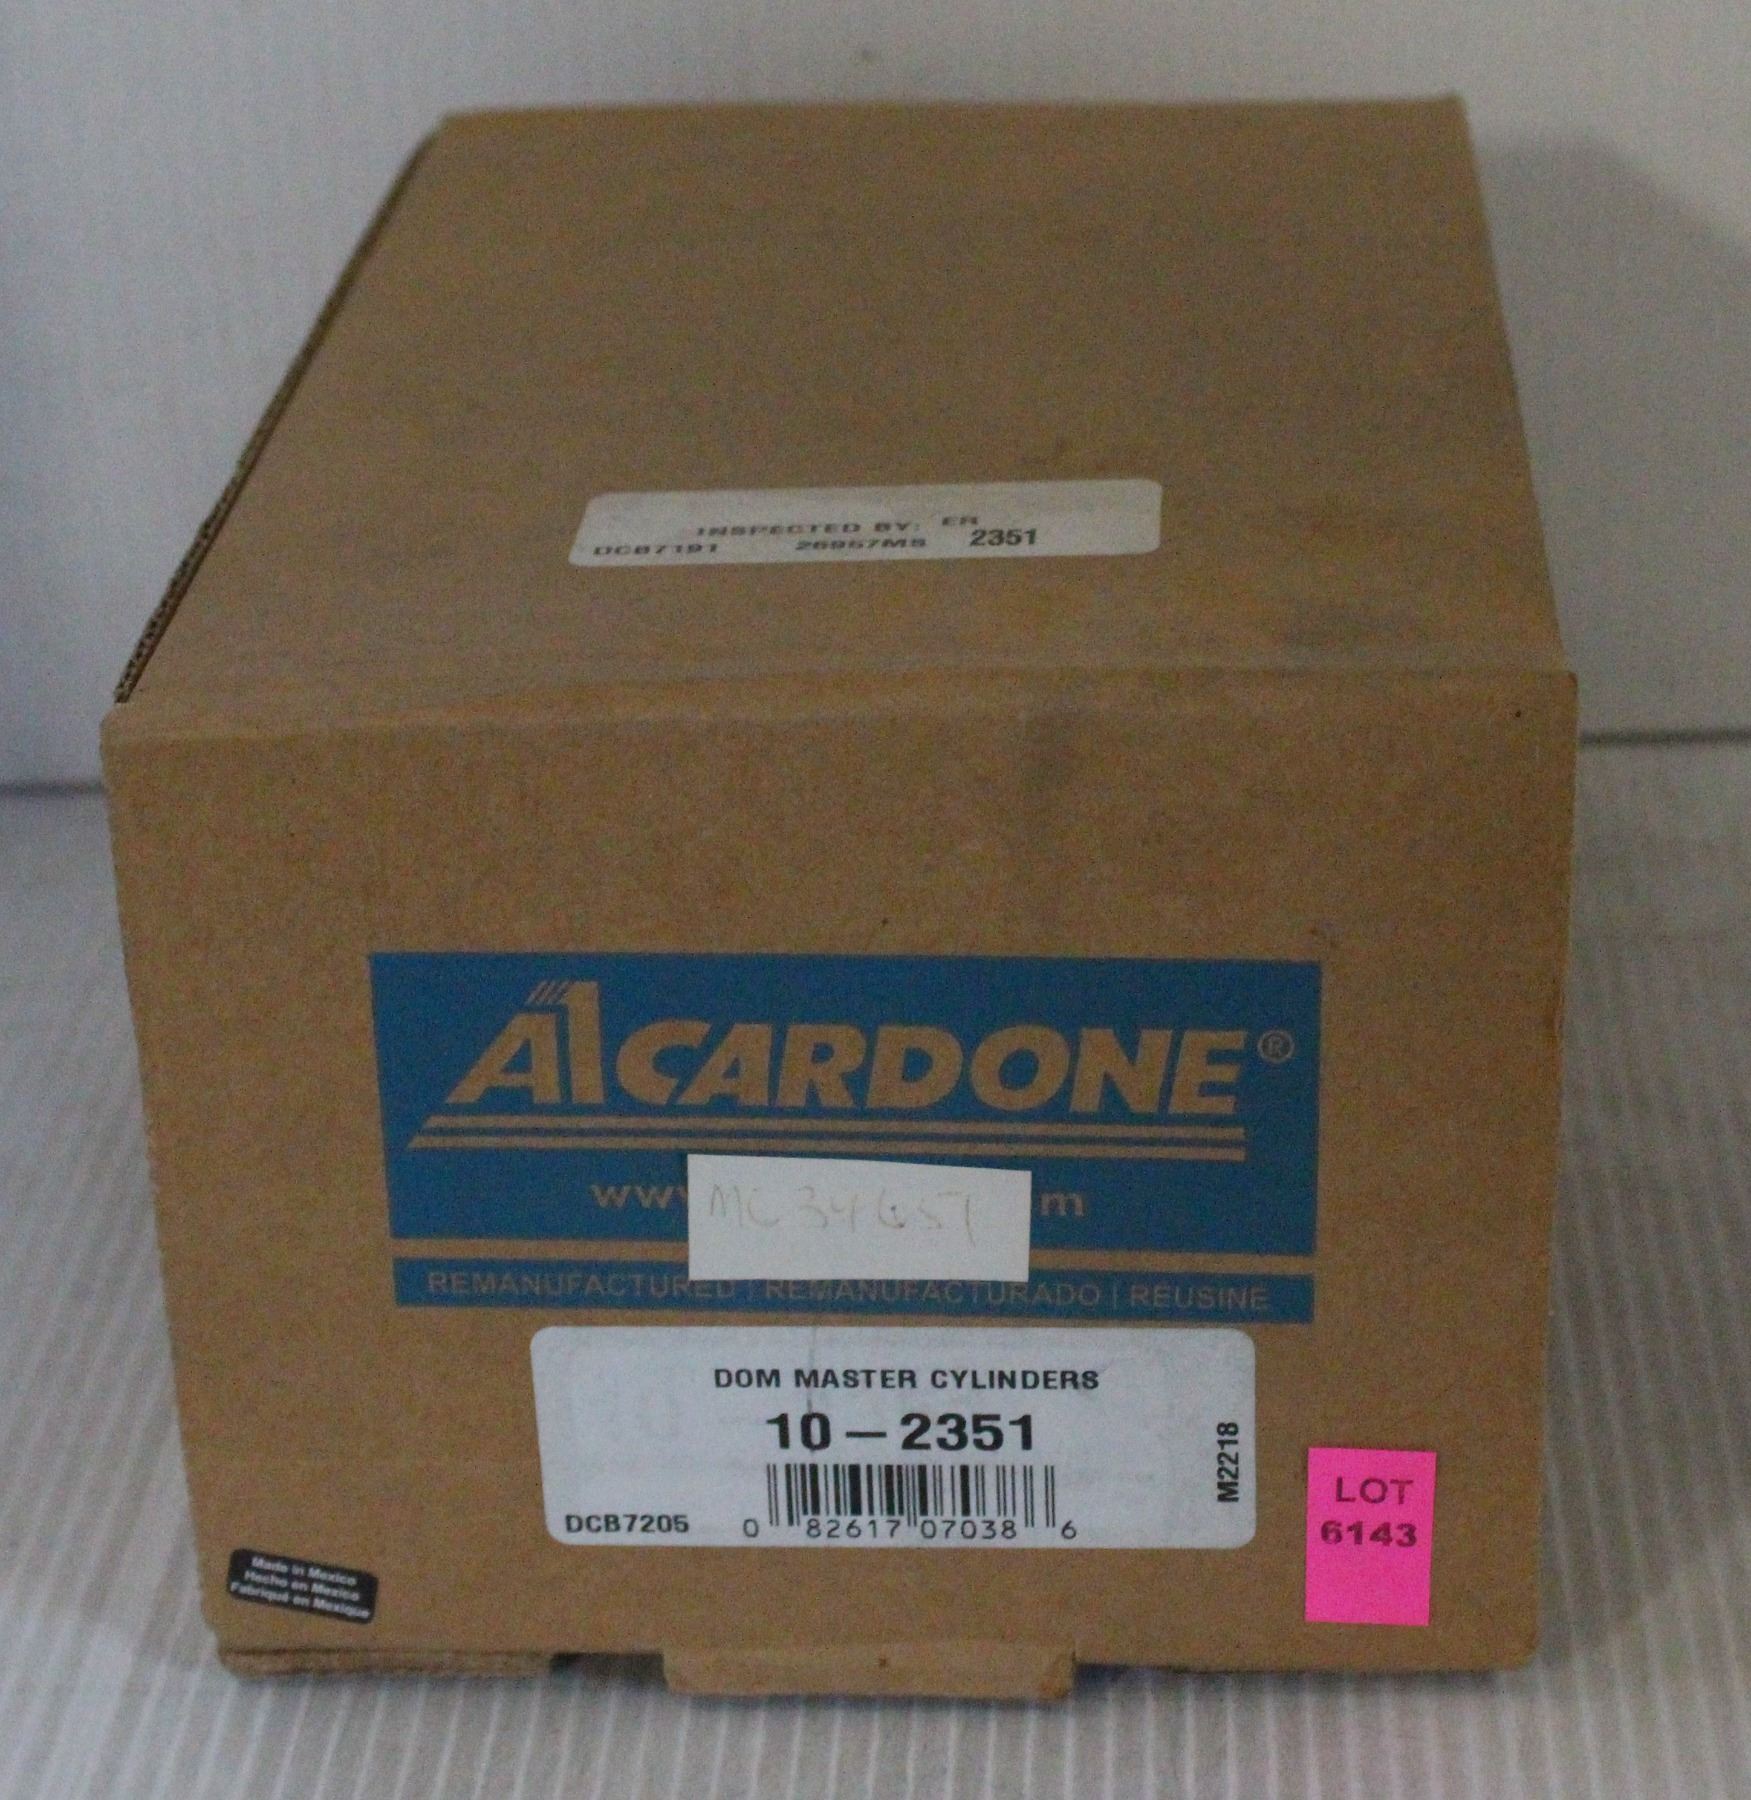 INSPECTED BY: ER
DCB7191 26957MS 2351
A1CARDONE®
www
m
MC34657
REMANUFACTURED | REMANUFACTURADO | REUSINE
DOM MASTER CYLINDERS
10-2351
M2218
DCB7205
0 82617 07038 6
LOT
6143
Made in Mexico
Hecho en Mexico
Fabriqué en Mexique